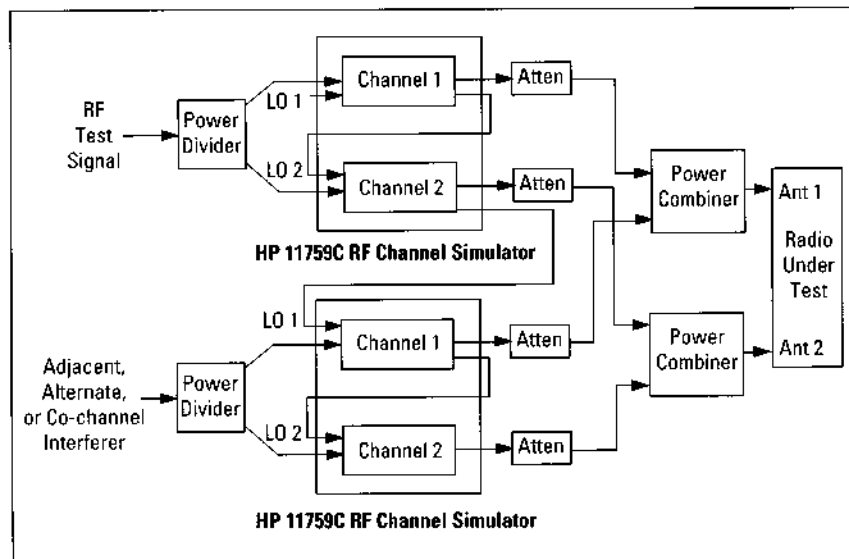 Channel 1
Atten
LO 1
RF
Test
Signal
Power
Divider
LO 2
Channel 2
Atten
Power
Combiner
Ant 1
Radio
Under
Test
Ant 2
HP 11759C RF Channel Simulator
LO 1
Channel 1
Atten
Power
Combiner
Adjacent,
Alternate,
or Co-channel
Interferer
Power
Divider
LO 2
Channel 2
Atten
HP 11759C RF Channel Simulator